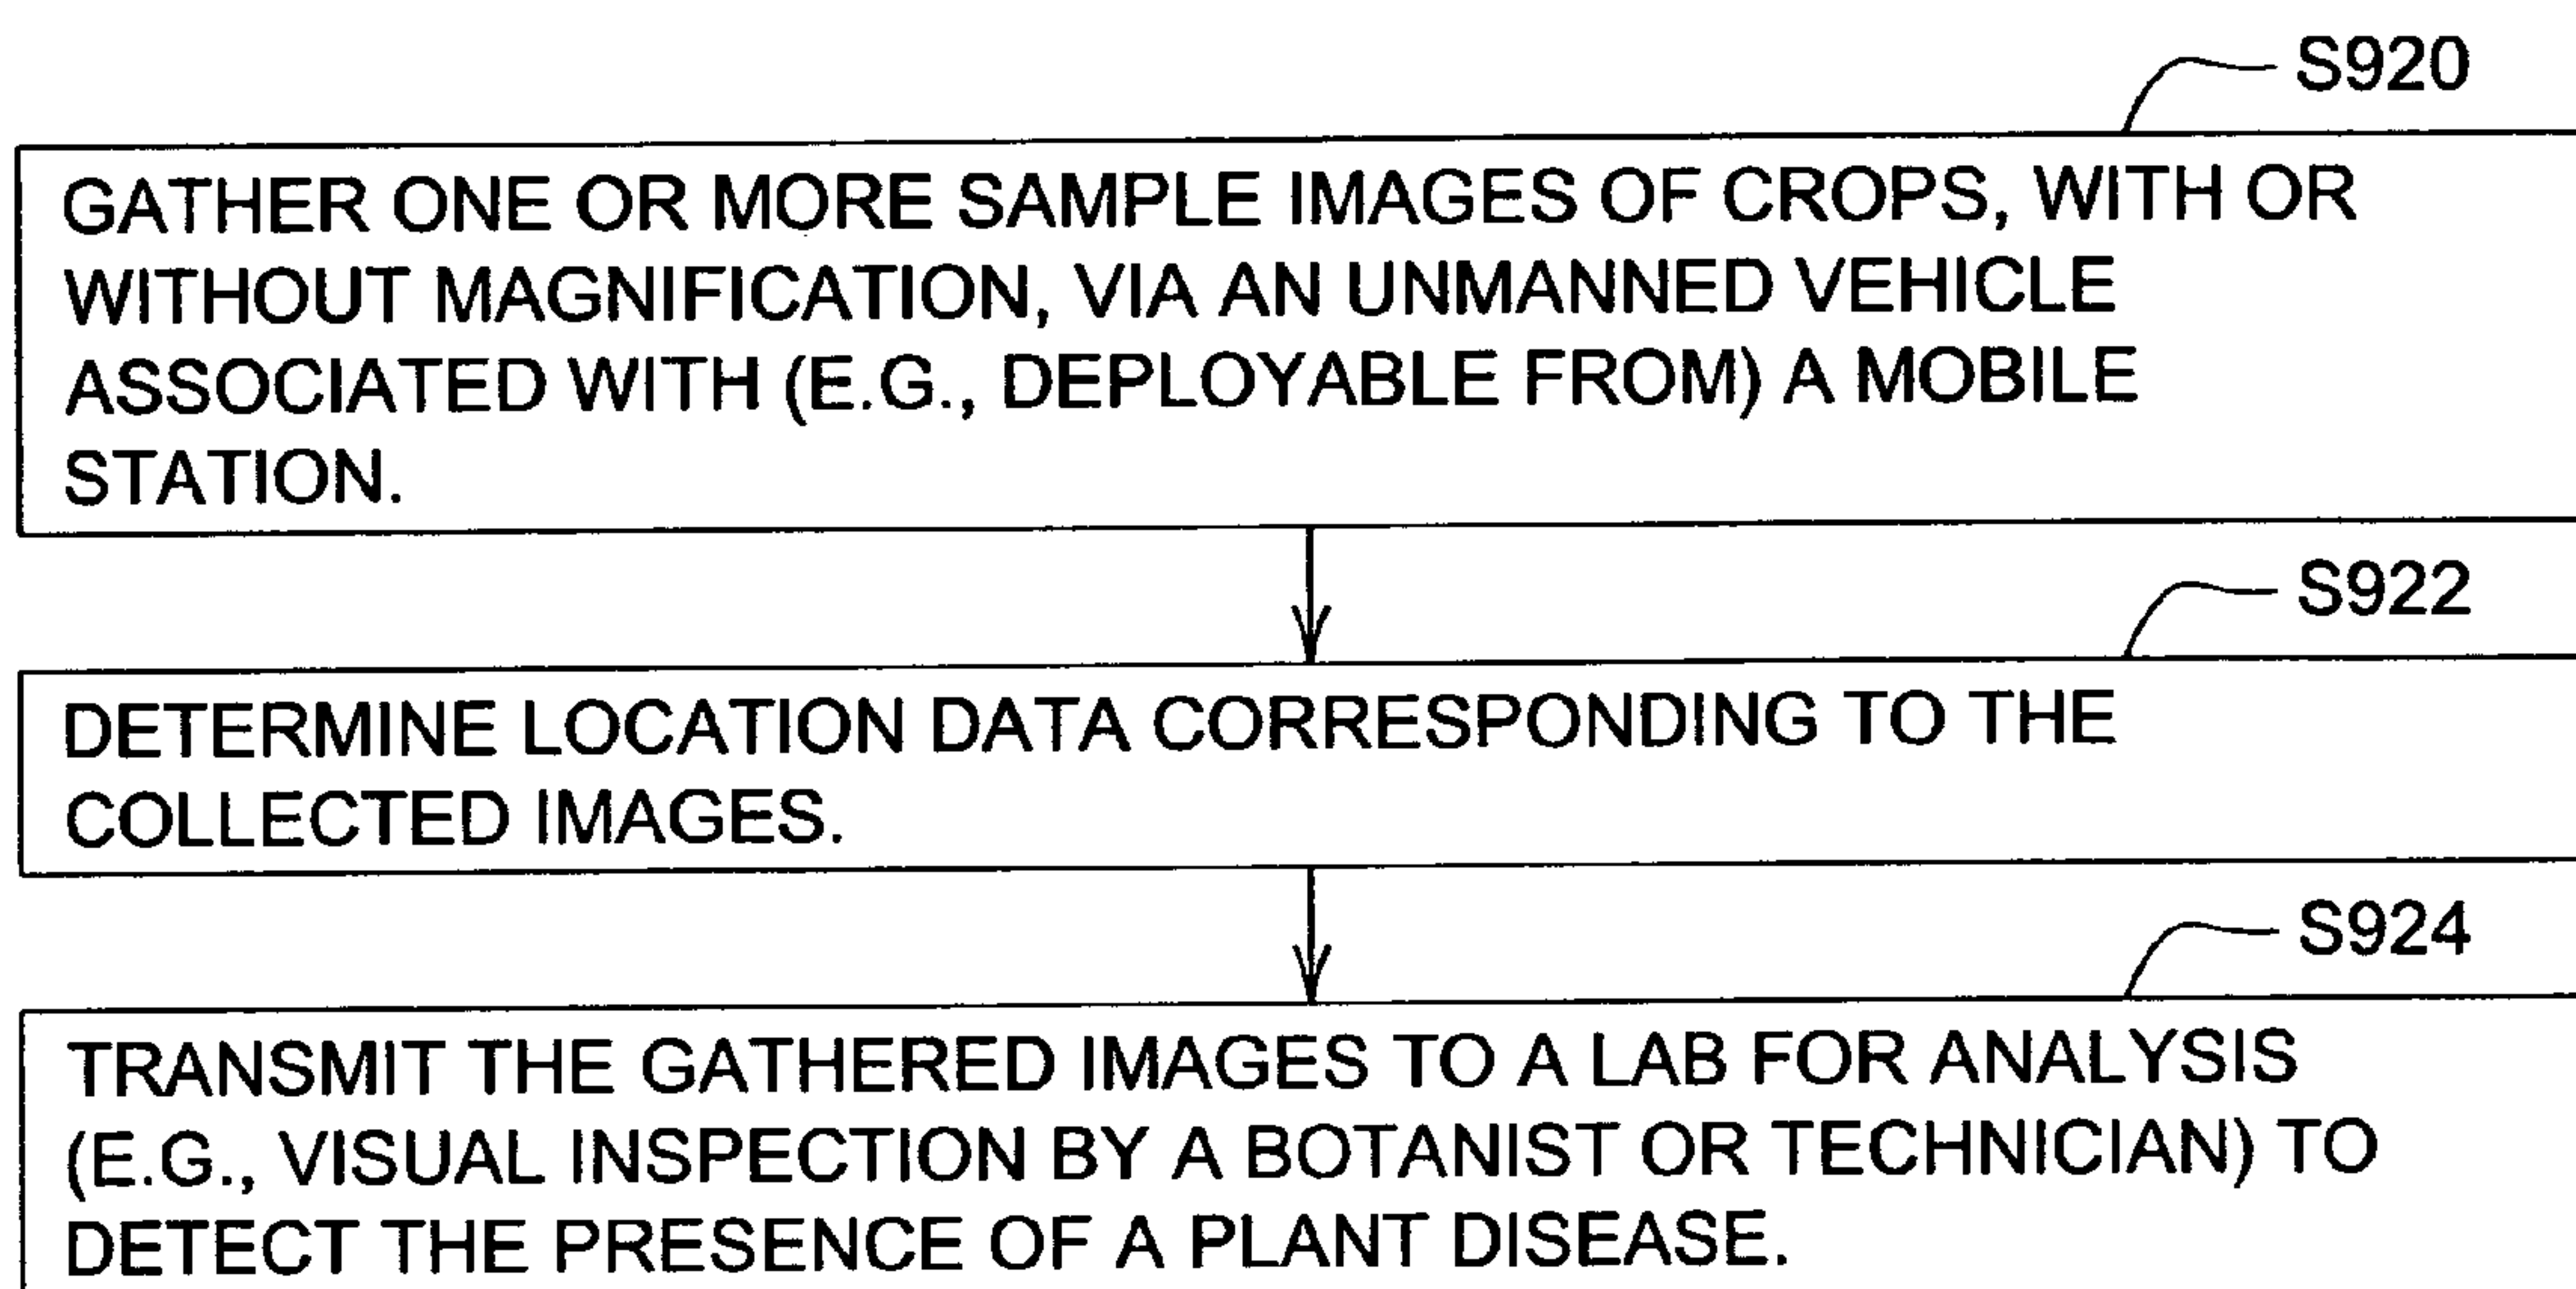 S920
GATHER ONE OR MORE SAMPLE IMAGES OF CROPS, WITH OR
WITHOUT MAGNIFICATION, VIA AN UNMANNED VEHICLE
ASSOCIATED WITH (E.G., DEPLOYABLE FROM) A MOBILE
STATION.
S922
DETERMINE LOCATION DATA CORRESPONDING TO THE
COLLECTED IMAGES.
S924
TRANSMIT THE GATHERED IMAGES TO A LAB FOR ANALYSIS
(E.G., VISUAL INSPECTION BY A BOTANIST OR TECHNICIAN) TO
DETECT THE PRESENCE OF A PLANT DISEASE.